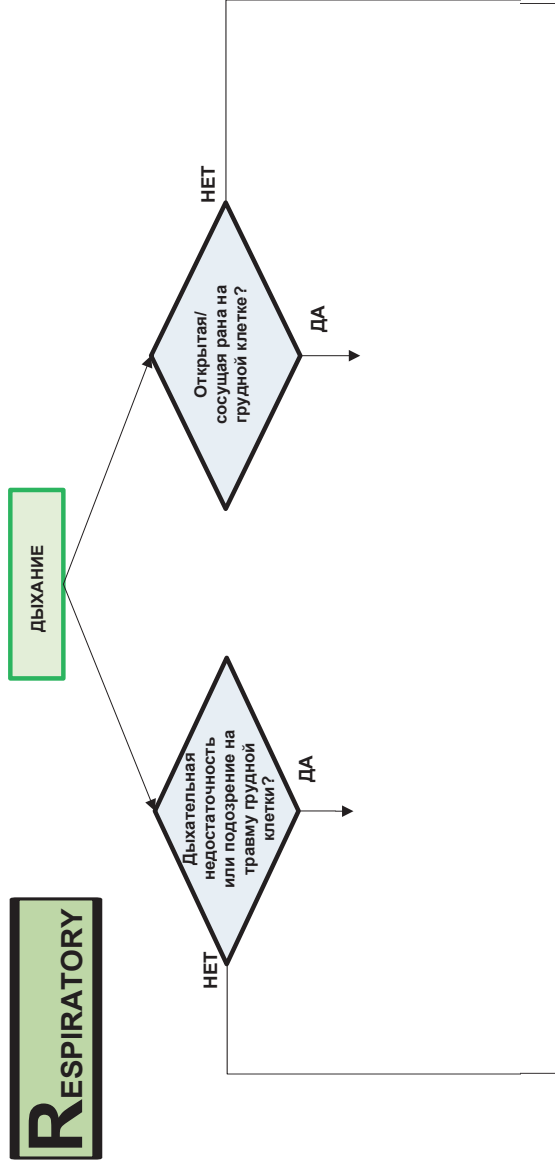 RESPIRATORY
ДЫХАНИЕ
Дыхательная
недостаточность
или подозрение на
травму грудной
клетки?
НЕТ
ДА
Открытая/
сосущая рана на
грудной клетке?
НЕТ
ДА